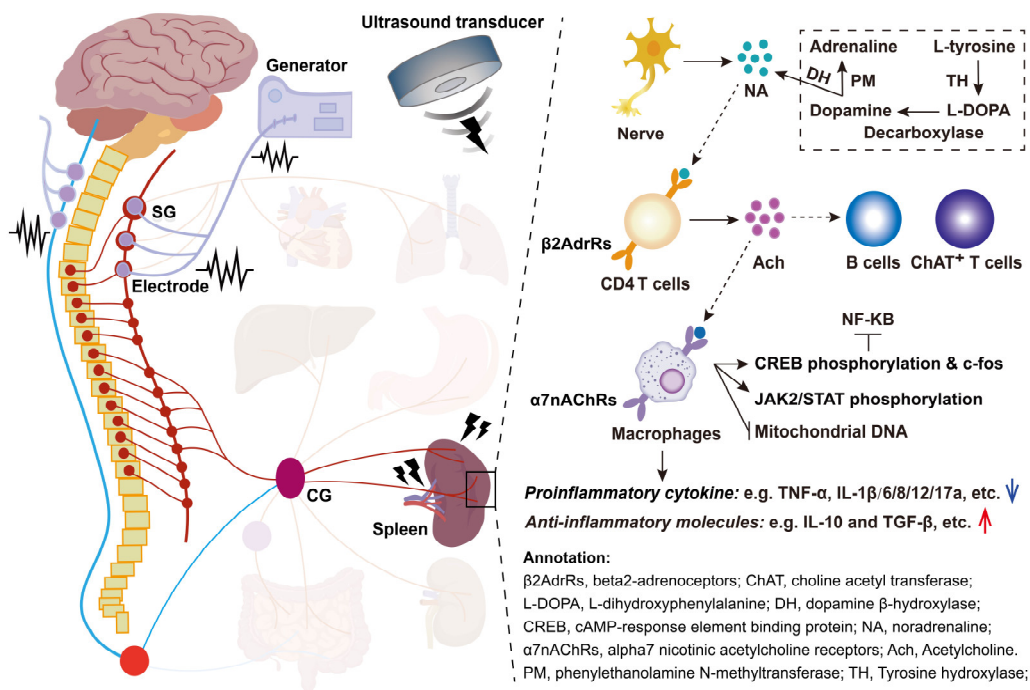 Ultrasound transducer
Generator
SG
Electrode
CG
Spleen
Nerve
NA
Adrenaline
L-tyrosine
DH
PM
TH
Dopamine
L-DOPA
Decarboxylase
β2AdrRs
CD4 T cells
Ach
B cells
ChAT+ T cells
NF-KB
CREB phosphorylation & c-fos
α7nAChRs
JAK2/STAT phosphorylation
Macrophages
Mitochondrial DNA
Proinflammatory cytokine: e.g. TNF-α, IL-1β/6/8/12/17a, etc.
Anti-inflammatory molecules: e.g. IL-10 and TGF-β, etc.
Annotation:
β2AdrRs, beta2-adrenoceptors; ChAT, choline acetyl transferase;
L-DOPA, L-dihydroxyphenylalanine; DH, dopamine β-hydroxylase;
CREB, cAMP-response element binding protein; NA, noradrenaline;
α7nAChRs, alpha7 nicotinic acetylcholine receptors; Ach, Acetylcholine.
PM, phenylethanolamine N-methyltransferase; TH, Tyrosine hydroxylase;